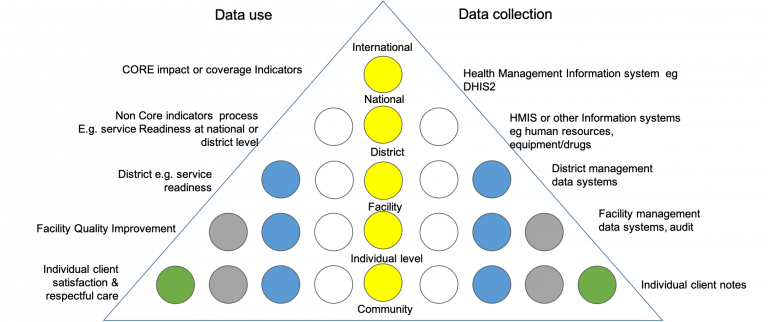 Data use
Data collection
International
CORE impact or coverage Indicators
Health Management Information system eg
DHIS2
National
Non Core indicators process
E.g. service Readiness at national or
district level
HMIS or other Information systems
eg human resources,
equipment/drugs
District
District e.g. service
readiness
District management
data systems
Facility
Facility Quality Improvement
Facility management
data systems, audit
Individual level
Individual client
satisfaction &
respectful care
Individual client notes
Community